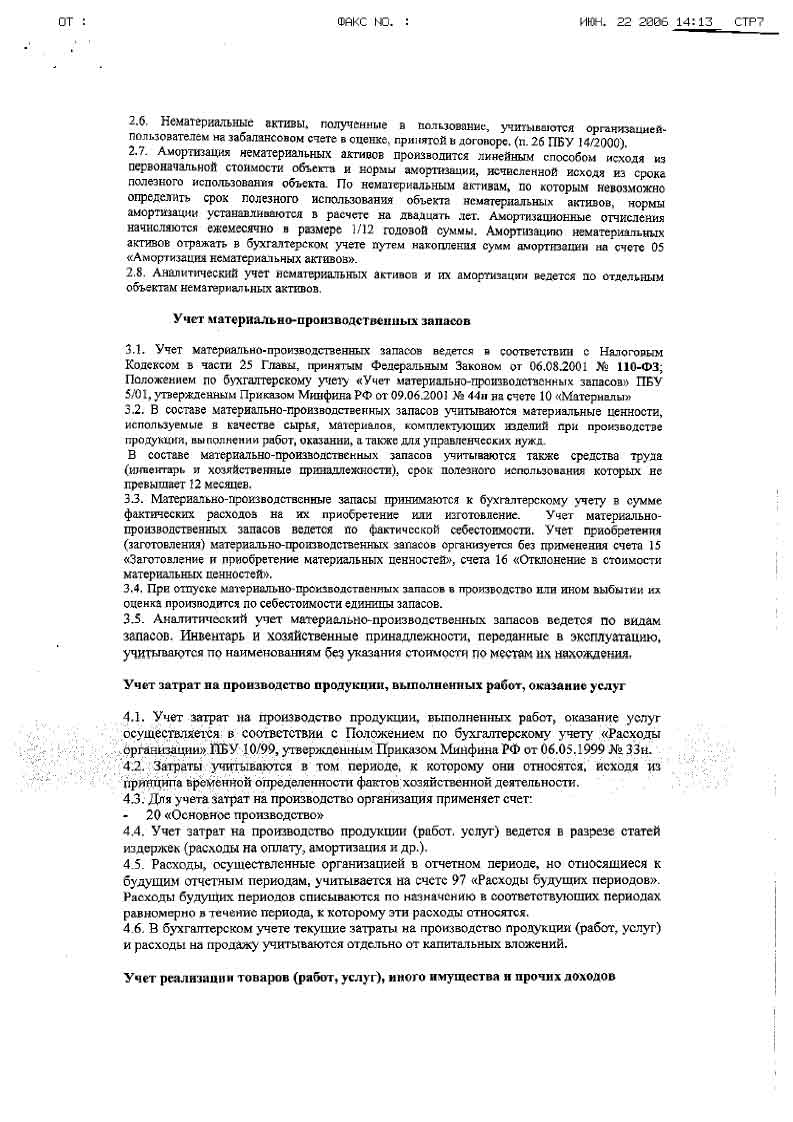 ОТ : ФАКС NO. : ИЮН. 22 2006 14:13 СТР7
2.6. Нематериальные активы, полученные в пользование, учитываются организацией-
пользователем на забалансовом счете в оценке, принятой в договоре. (п. 26 ПБУ 14/2000).
2.7. Амортизация нематериальных активов производится линейным способом исходя из
первоначальной стоимости объекта и нормы амортизации, исчисленной исходя из срока
полезного использования объекта. По нематериальным активам, по которым невозможно
определить срок полезного использования объекта нематериальных активов, нормы
амортизации устанавливаются в расчете на двадцать лет. Амортизационные отчисления
начисляются ежемесячно в размере 1/12 годовой суммы. Амортизацию нематериальных
активов отражать в бухгалтерском учете путем накопления сумм амортизации на счете 05
«Амортизация нематериальных активов».
2.8. Аналитический учет нематериальных активов и их амортизации ведется по отдельным
объектам нематериальных активов.
Учет материально-производственных запасов
3.1. Учет материально-производственных запасов ведется в соответствии с Налоговым
Кодексом в части 25 Главы, принятым Федеральным Законом от 06.08.2001 № 110-ФЗ;
Положением по бухгалтерскому учету «Учет материально-производственных запасов» ПБУ
5/01, утвержденным Приказом Минфина РФ от 09.06.2001 № 44н на счете 10 «Материалы»
3.2. В составе материально-производственных запасов учитываются материальные ценности,
используемые в качестве сырья, материалов, комплектующих изделий при производстве
продукции, выполнении работ, оказании, а также для управленческих нужд.
В составе материально-производственных запасов учитываются также средства труда
(инвентарь и хозяйственные принадлежности), срок полезного использования которых не
превышает 12 месяцев.
3.3. Материально-производственные запасы принимаются к бухгалтерскому учету в сумме
фактических расходов на их приобретение или изготовление. Учет материально-
производственных запасов ведется по фактической себестоимости. Учет приобретения
(заготовления) материально-производственных запасов организуется без применения счета 15
«Заготовление и приобретение материальных ценностей», счета 16 «Отклонение в стоимости
материальных ценностей».
3.4. При отпуске материально-производственных запасов в производство или ином выбытии их
оценка производится по себестоимости единицы запасов.
3.5. Аналитический учет материально-производственных запасов ведется по видам
запасов. Инвентарь и хозяйственные принадлежности, переданные в эксплуатацию,
учитываются по наименованиям без указания стоимости по местам их нахождения.
Учет затрат на производство продукции, выполненных работ, оказание услуг
4.1. Учет затрат на производство продукции, выполненных работ, оказание услуг
осуществляется в соответствии с Положением по бухгалтерскому учету «Расходы
организации» ПБУ 10/99, утвержденным Приказом Минфина РФ от 06.05.1999 № 33н.
4.2. Затраты учитываются в том периоде, к которому они относятся, исходя из
принципа временной определенности фактов хозяйственной деятельности.
4.3. Для учета затрат на производство организация применяет счет:
- 20 «Основное производство»
4.4. Учет затрат на производство продукции (работ. услуг) ведется в разрезе статей
издержек (расходы на оплату, амортизация и др.).
4.5. Расходы, осуществленные организацией в отчетном периоде, но относящиеся к
будущим отчетным периодам, учитывается на счете 97 «Расходы будущих периодов».
Расходы будущих периодов списываются по назначению в соответствующих периодах
равномерно в течение периода, к которому эти расходы относятся.
4.6. В бухгалтерском учете текущие затраты на производство продукции (работ, услуг)
и расходы на продажу учитываются отдельно от капитальных вложений.
Учет реализации товаров (работ, услуг), иного имущества и прочих доходов